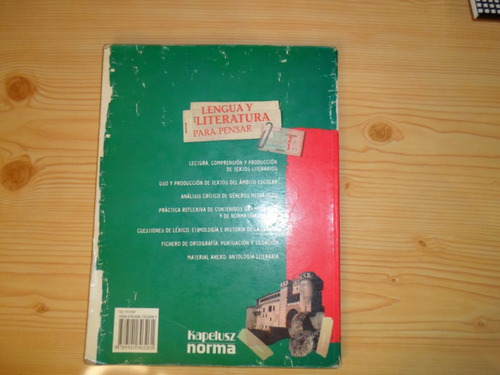 LENGUA Y
LITERATURA
PARA PENSAR
LECTURA, COMPRENSIÓN Y PRODUCCIÓN
DE TEXTOS LITERARIOS
USO Y PRODUCCIÓN DE TEXTOS DEL ÁMBITO ESCOLAR
ANÁLISIS CRÍTICO DE GÉNEROS
PRÁCTICA REFLEXIVA DE CONTENIDOS
Y DE
CUESTIONES DE LÉXICO, ETIMOLOGÍA E HISTORIA DE LA
FICHERO DE ORTOGRAFÍA, PUNTUACIÓN Y
MATERIAL ANEXO: ANTOLOGÍA LITERARIA
Kapelusz
norma